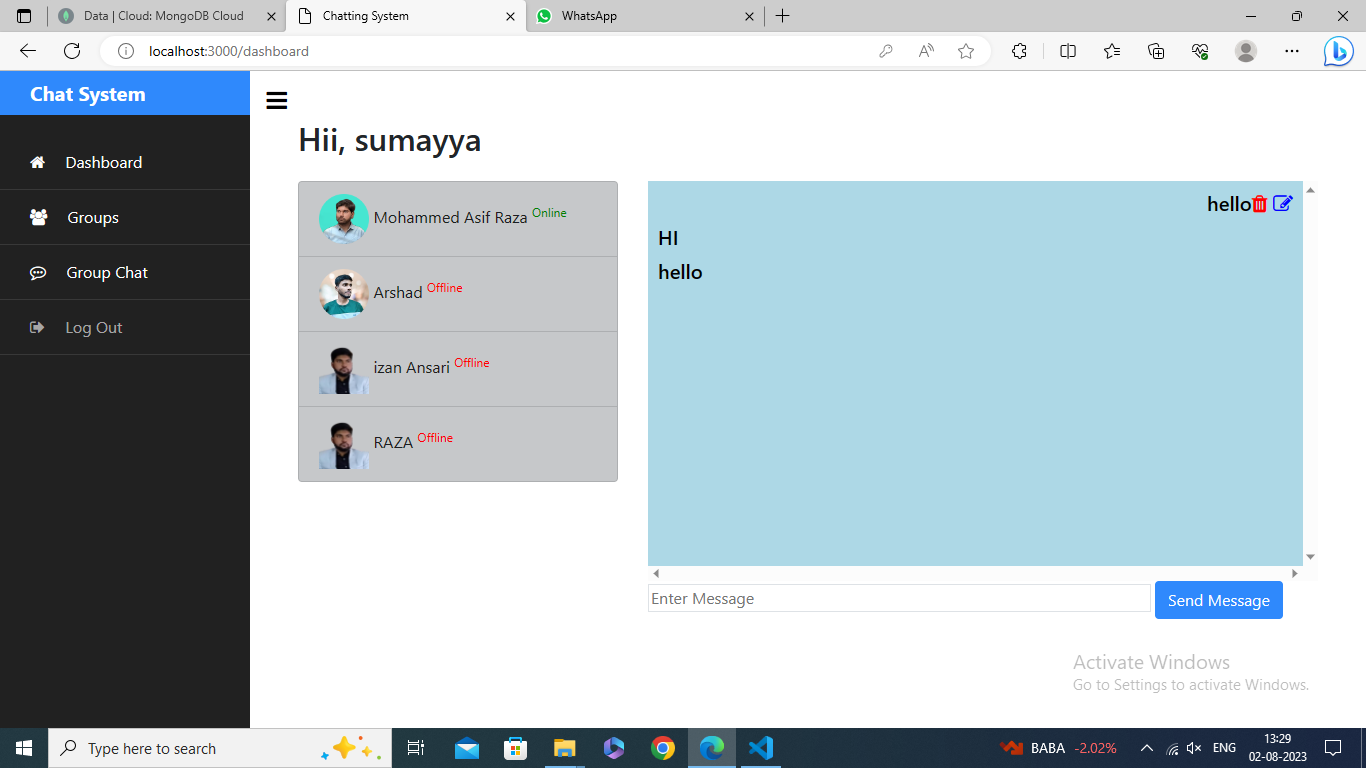 Data | Cloud: MongoDB Cloud
Chatting System
WhatsApp
localhost:3000/dashboard
Chat System
Dashboard
Groups
Group Chat
Log Out
Hii, sumayya
Mohammed Asif Raza Online
Arshad Offline
izan Ansari Offline
RAZA Offline
hello
HI
hello
Enter Message
Send Message
Activate Windows
Go to Settings to activate Windows.
Type here to search
BABA -2.02%
ENG
13:29
02-08-2023